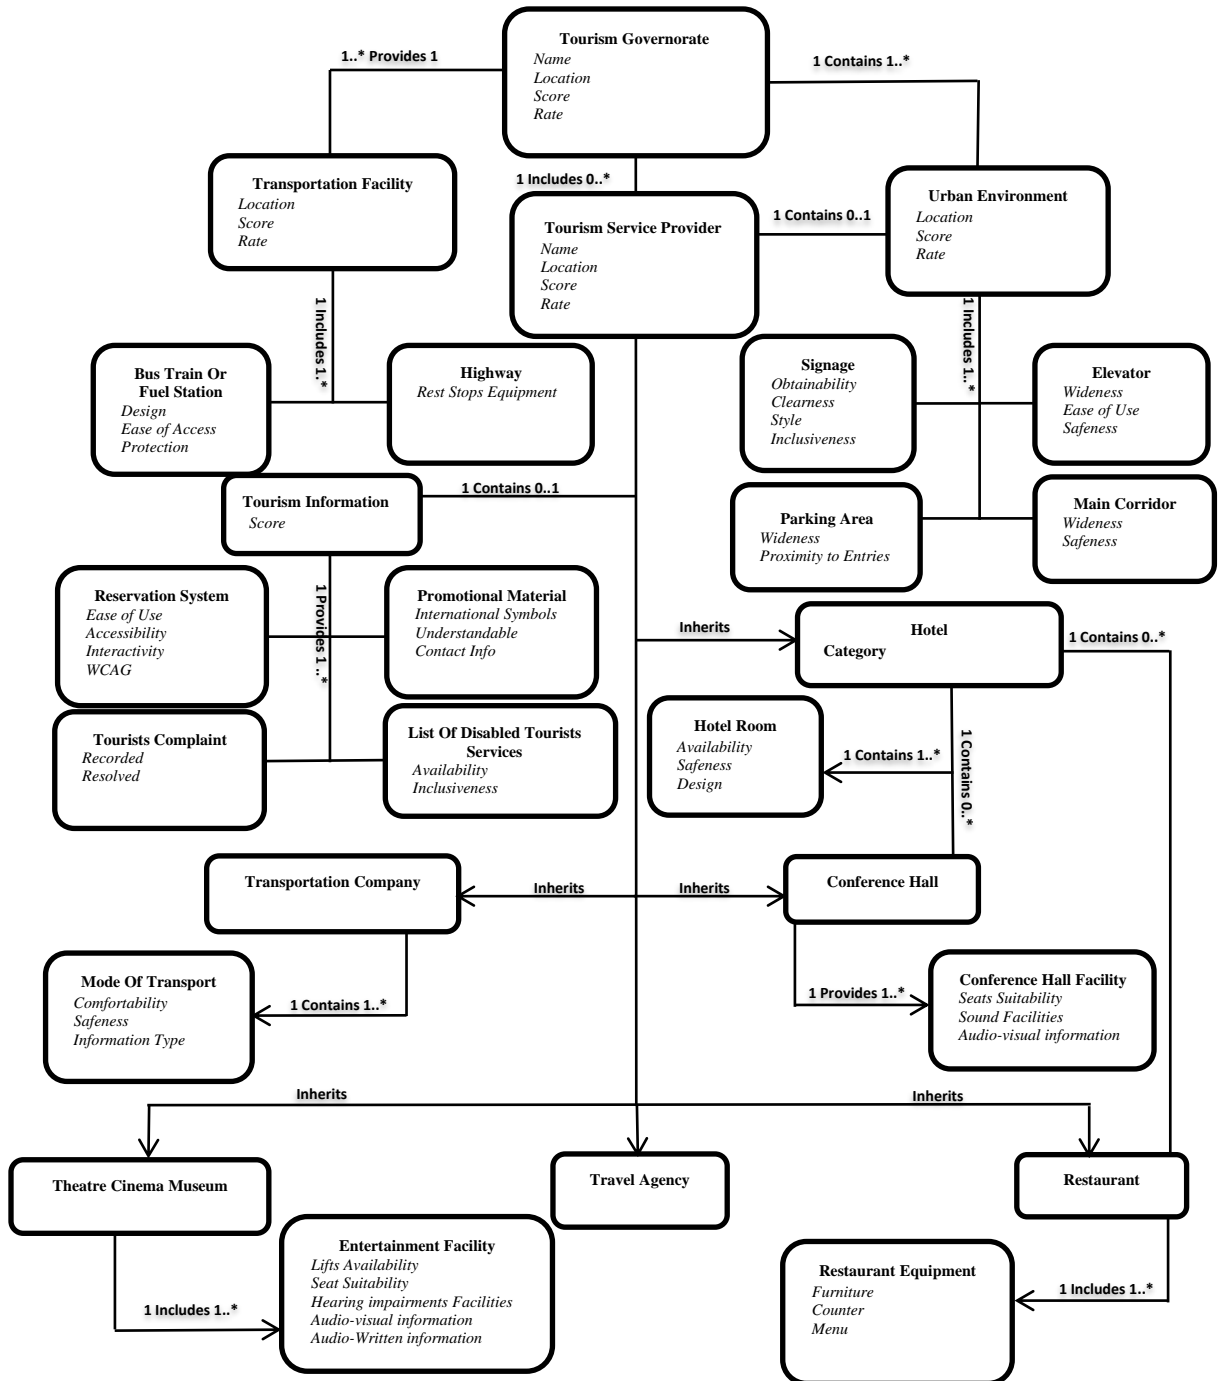 Tourism Governorate
Name
Location
Score
Rate
1..* Provides 1
1 Contains 1..*
Transportation Facility
Location
Score
Rate
1 Includes 0..*
Tourism Service Provider
Name
Location
Score
Rate
1 Contains 0..1
Urban Environment
Location
Score
Rate
1 Includes 1..*
1 Includes 1..*
Bus Train Or
Fuel Station
Design
Ease of Access
Protection
Highway
Rest Stops Equipment
Signage
Obtainability
Clearness
Style
Inclusiveness
Elevator
Wideness
Ease of Use
Safeness
Tourism Information
Score
1 Contains 0..1
Parking Area
Wideness
Proximity to Entries
Main Corridor
Wideness
Safeness
1 Provides 1 ..*
Reservation System
Ease of Use
Accessibility
Interactivity
WCAG
Promotional Material
International Symbols
Understandable
Contact Info
Inherits
Hotel
Category
1 Contains 0..*
Tourists Complaint
Recorded
Resolved
List Of Disabled Tourists
Services
Availability
Inclusiveness
Hotel Room
Availability
Safeness
Design
1 Contains 1..*
1 Contains 0..*
Transportation Company
Inherits
Inherits
Conference Hall
Mode Of Transport
Comfortability
Safeness
Information Type
1 Contains 1..*
1 Provides 1..*
Conference Hall Facility
Seats Suitability
Sound Facilities
Audio-visual information
Inherits
Inherits
Theatre Cinema Museum
Travel Agency
Restaurant
Entertainment Facility
Lifts Availability
Seat Suitability
Hearing impairments Facilities
Audio-visual information
Audio-Written information
1 Includes 1..*
Restaurant Equipment
Furniture
Counter
Menu
1 Includes 1..*